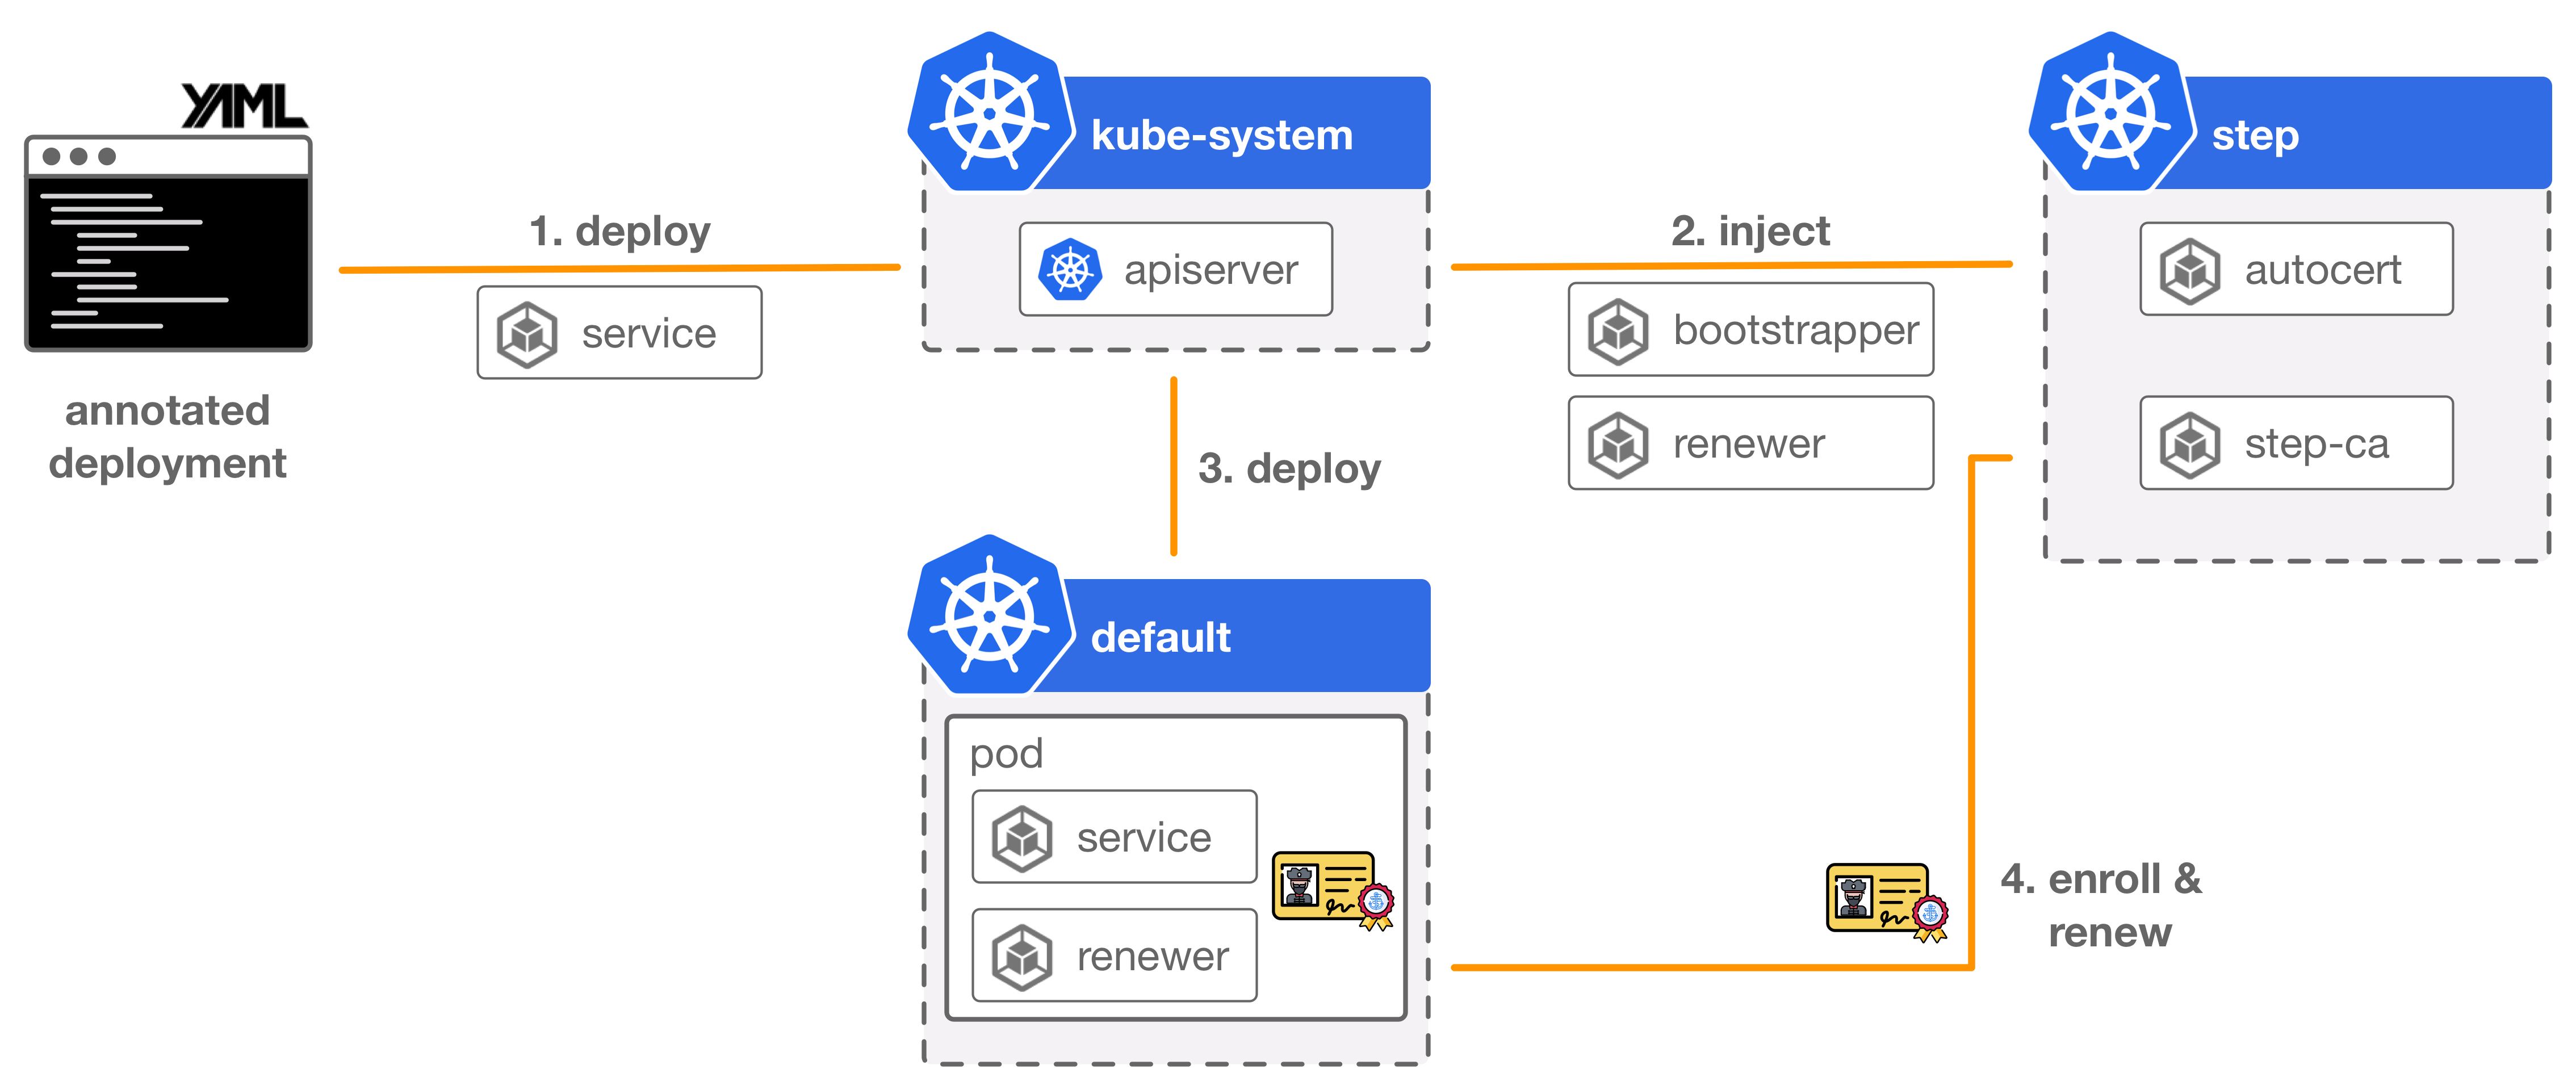 YAML
annotated
deployment
1. deploy
service
kube-system
apiserver
2. inject
bootstrapper
renewer
step
autocert
step-ca
3. deploy
default
pod
service
renewer
4. enroll &
renew